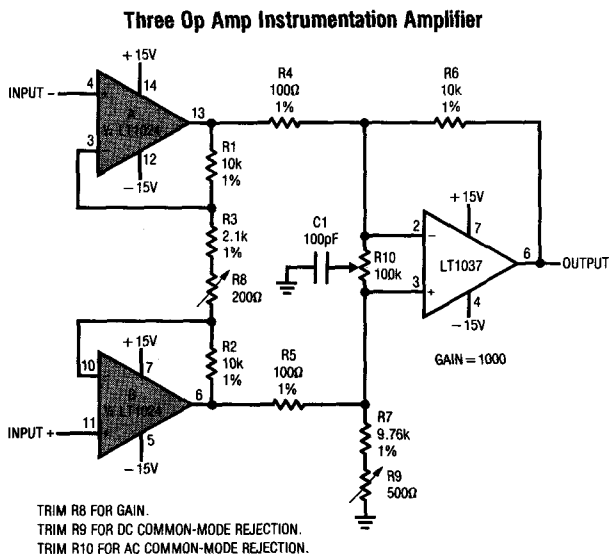 Three Op Amp Instrumentation Amplifier
+15V
R4
100Ω
1%
R6
10k
1%
INPUT −
4
+
14
A
½ LT1024
13
3
−
12
−15V
R1
10k
1%
R3
2.1k
1%
R8
200Ω
C1
100pF
R10
100k
+15V
2
−
7
LT1037
6
OUTPUT
3
+
4
−15V
GAIN = 1000
+15V
10
−
7
B
½ LT1024
6
INPUT +
11
+
5
−15V
R2
10k
1%
R5
100Ω
1%
R7
9.76k
1%
R9
500Ω
TRIM R8 FOR GAIN.
TRIM R9 FOR DC COMMON-MODE REJECTION.
TRIM R10 FOR AC COMMON-MODE REJECTION.